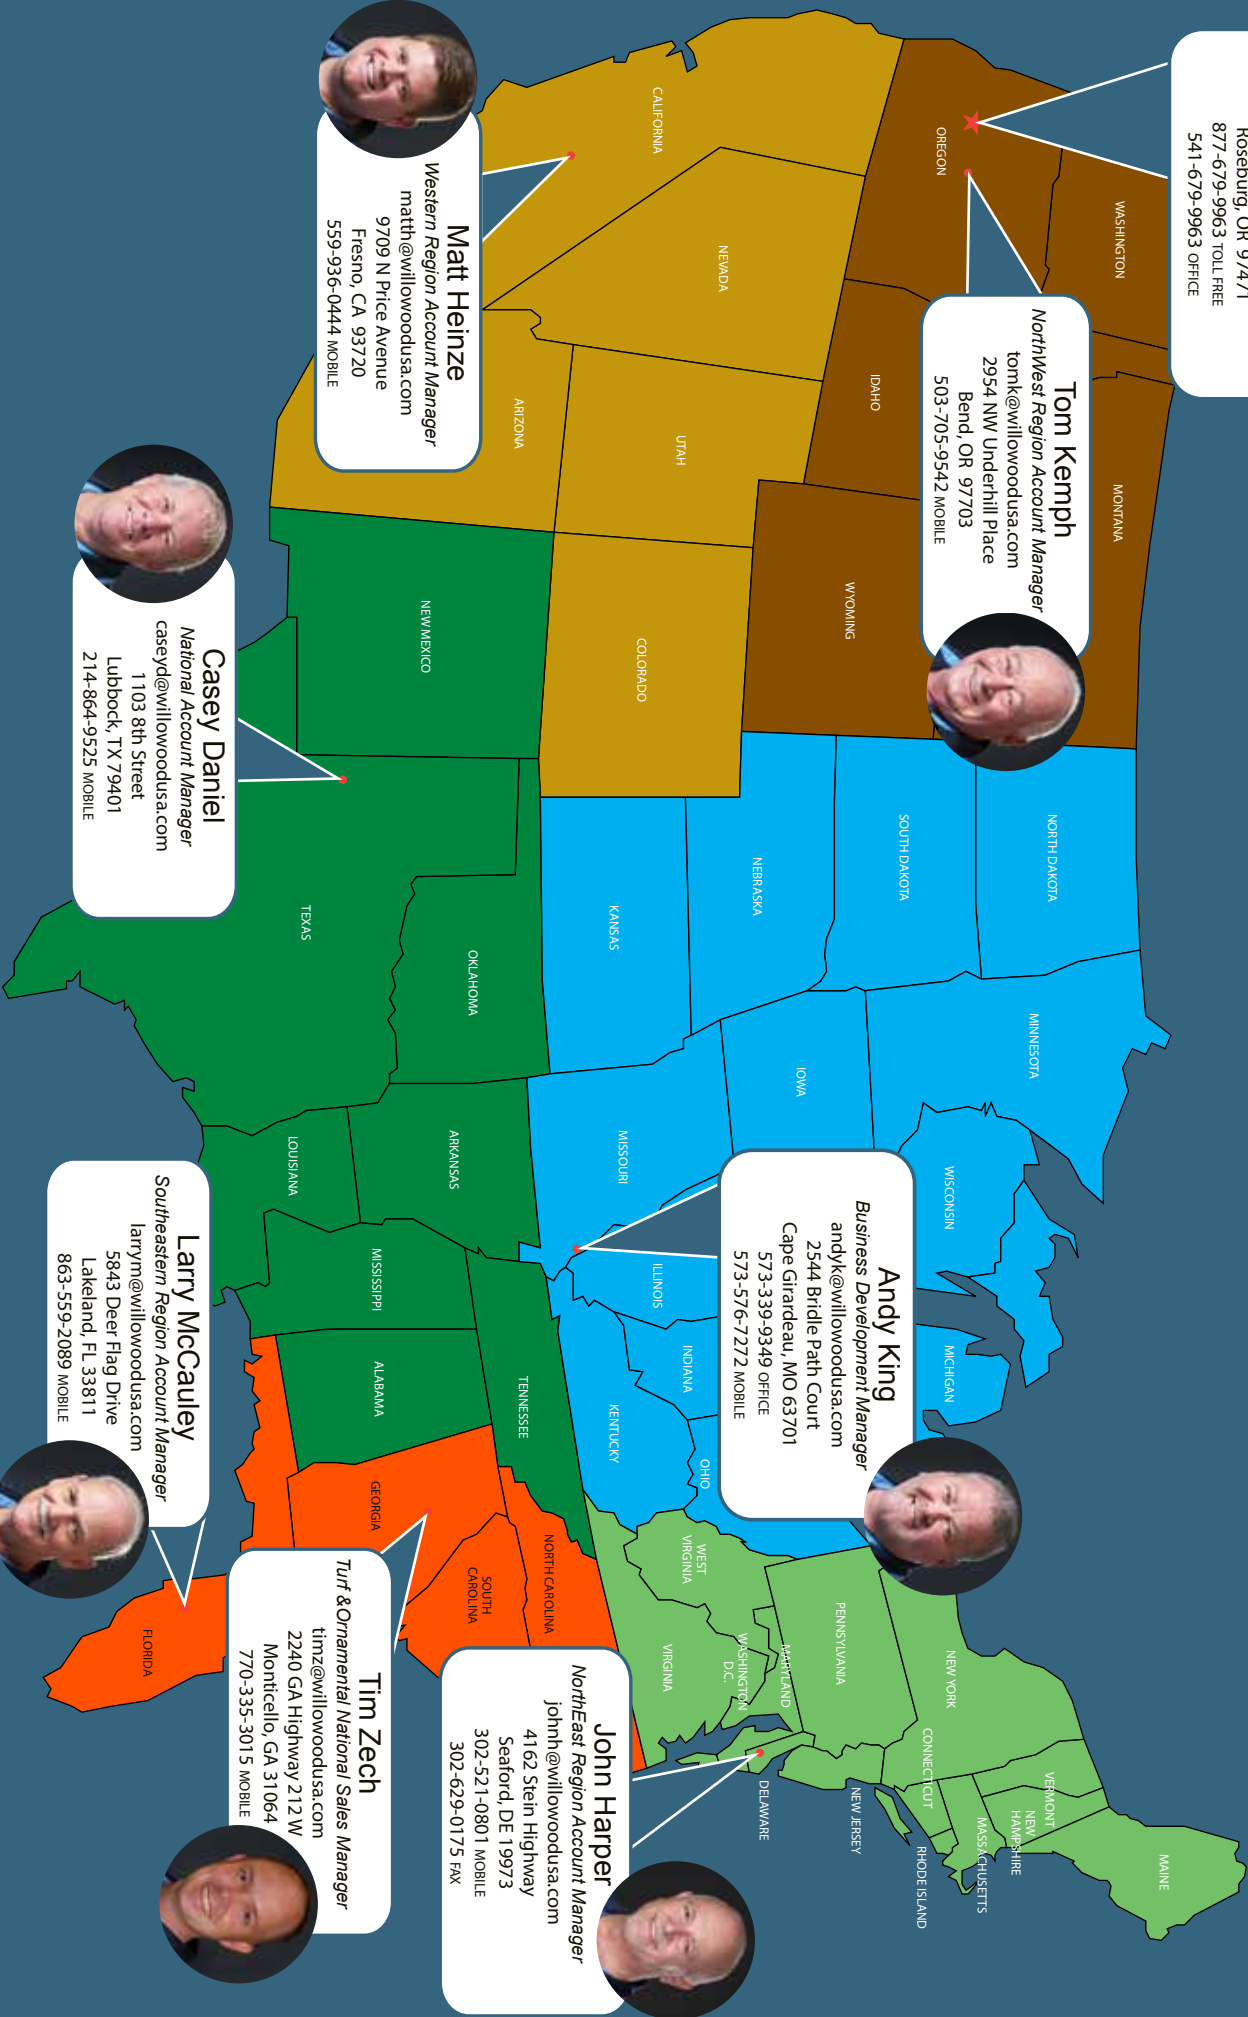 Roseburg, OR 97471
877-679-9963 TOLL FREE
541-679-9963 OFFICE
Tom Kemph
NorthWest Region Account Manager
tomk@willowoodusa.com
2954 NW Underhill Place
Bend, OR 97703
503-705-9542 MOBILE
Matt Heinze
Western Region Account Manager
matth@willowoodusa.com
9709 N Price Avenue
Fresno, CA 93720
559-936-0444 MOBILE
Casey Daniel
National Account Manager
caseyd@willowoodusa.com
1103 8th Street
Lubbock, TX 79401
214-864-9525 MOBILE
Andy King
Business Development Manager
andyk@willowoodusa.com
2544 Bridle Path Court
Cape Girardeau, MO 63701
573-339-9349 OFFICE
573-576-7272 MOBILE
Larry McCauley
Southeastern Region Account Manager
larrym@willowoodusa.com
5843 Deer Flag Drive
Lakeland, FL 33811
863-559-2089 MOBILE
Tim Zech
Turf & Ornamental National Sales Manager
timz@willowoodusa.com
2240 GA Highway 212 W
Monticello, GA 31064
770-335-3015 MOBILE
John Harper
NorthEast Region Account Manager
johnh@willowoodusa.com
4162 Stein Highway
Seaford, DE 19973
302-521-0801 MOBILE
302-629-0175 FAX
WASHINGTON
OREGON
CALIFORNIA
NEVADA
IDAHO
MONTANA
WYOMING
UTAH
ARIZONA
COLORADO
NEW MEXICO
NORTH DAKOTA
SOUTH DAKOTA
NEBRASKA
KANSAS
OKLAHOMA
TEXAS
MINNESOTA
IOWA
MISSOURI
ARKANSAS
LOUISIANA
WISCONSIN
ILLINOIS
MICHIGAN
INDIANA
OHIO
KENTUCKY
TENNESSEE
MISSISSIPPI
ALABAMA
GEORGIA
FLORIDA
SOUTH
CAROLINA
NORTH CAROLINA
VIRGINIA
WEST
VIRGINIA
WASHINGTON
D.C.
MARYLAND
DELAWARE
PENNSYLVANIA
NEW JERSEY
NEW YORK
CONNECTICUT
RHODE ISLAND
MASSACHUSETTS
VERMONT
NEW
HAMPSHIRE
MAINE